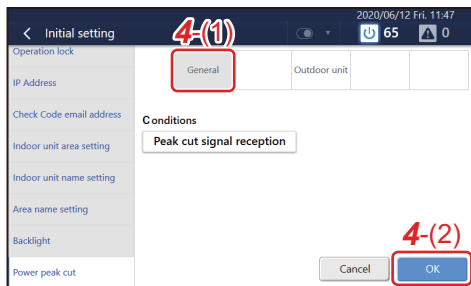 2020/06/12 Fri. 11:47
Initial setting
4-(1)
65
0
Operation lock
IP Address
Check Code email address
Indoor unit area setting
Indoor unit name setting
Area name setting
Backlight
Power peak cut
General
Outdoor unit
Conditions
Peak cut signal reception
4-(2)
Cancel
OK